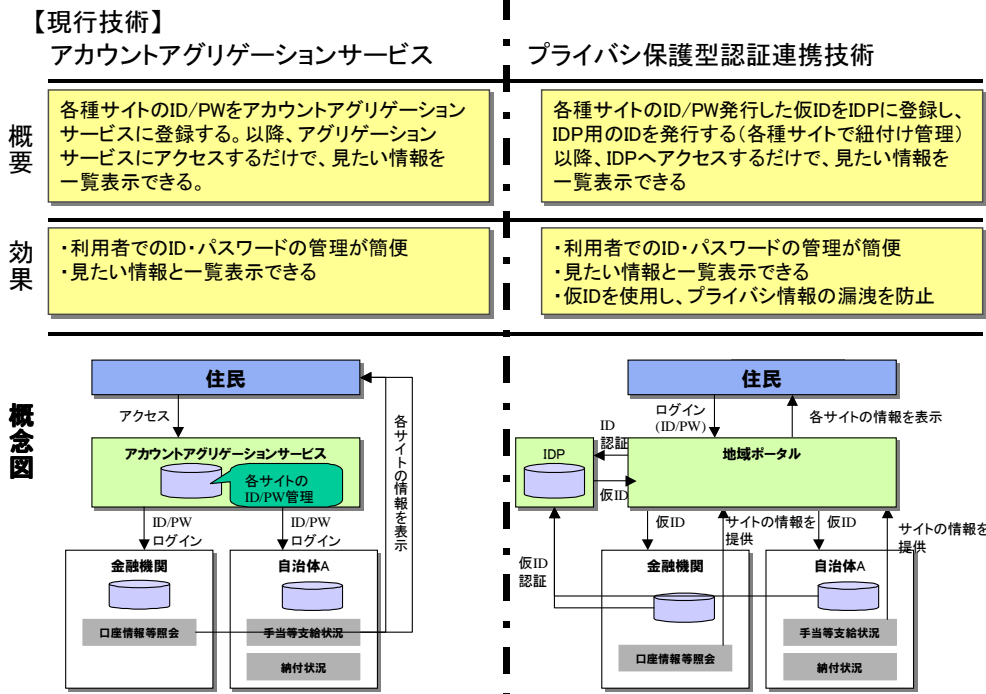 【現行技術】
アカウントアグリゲーションサービス
プライバシ保護型認証連携技術
概要
各種サイトのID/PWをアカウントアグリゲーション
サービスに登録する。以降、アグリゲーション
サービスにアクセスするだけで、見たい情報を
一覧表示できる。
各種サイトのID/PW発行した仮IDをIDPに登録し、
IDP用のIDを発行する(各種サイトで紐付け管理)
以降、IDPへアクセスするだけで、見たい情報を
一覧表示できる
効果
・利用者でのID・パスワードの管理が簡便
・見たい情報と一覧表示できる
・利用者でのID・パスワードの管理が簡便
・見たい情報と一覧表示できる
・仮IDを使用し、プライバシ情報の漏洩を防止
概念図
住民
アクセス
アカウントアグリゲーションサービス
各サイトの
ID/PW管理
各サイトの情報を表示
ID/PW
ログイン
ID/PW
ログイン
金融機関
口座情報等照会
自治体A
手当等支給状況
納付状況
住民
ログイン
(ID/PW)
各サイトの情報を表示
ID
認証
IDP
地域ポータル
仮ID
仮ID
サイトの情報を
提供
仮ID
サイトの情報を
提供
仮ID
認証
金融機関
口座情報等照会
自治体A
手当等支給状況
納付状況